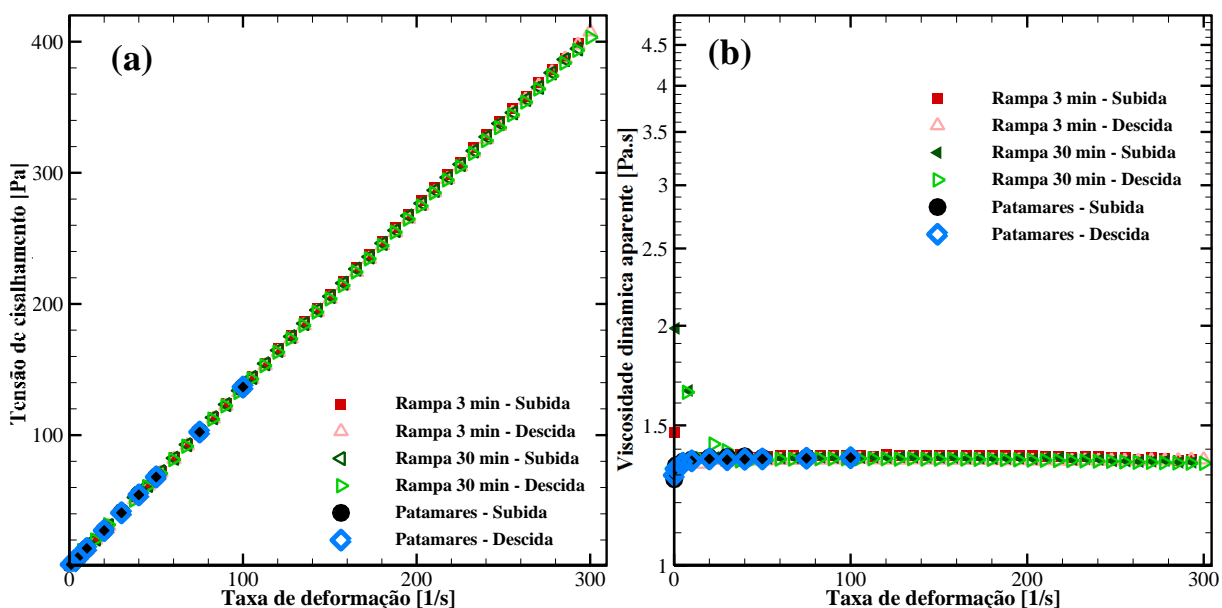 (a)
Tensão de cisalhamento [Pa]
400
300
200
100
0
100
200
300
Taxa de deformação [1/s]
Rampa 3 min - Subida
Rampa 3 min - Descida
Rampa 30 min - Subida
Rampa 30 min - Descida
Patamares - Subida
Patamares - Descida
(b)
Viscosidade dinâmica aparente [Pa.s]
4.5
4
3.5
3
2.5
2
1.5
1
0
100
200
300
Taxa de deformação [1/s]
Rampa 3 min - Subida
Rampa 3 min - Descida
Rampa 30 min - Subida
Rampa 30 min - Descida
Patamares - Subida
Patamares - Descida